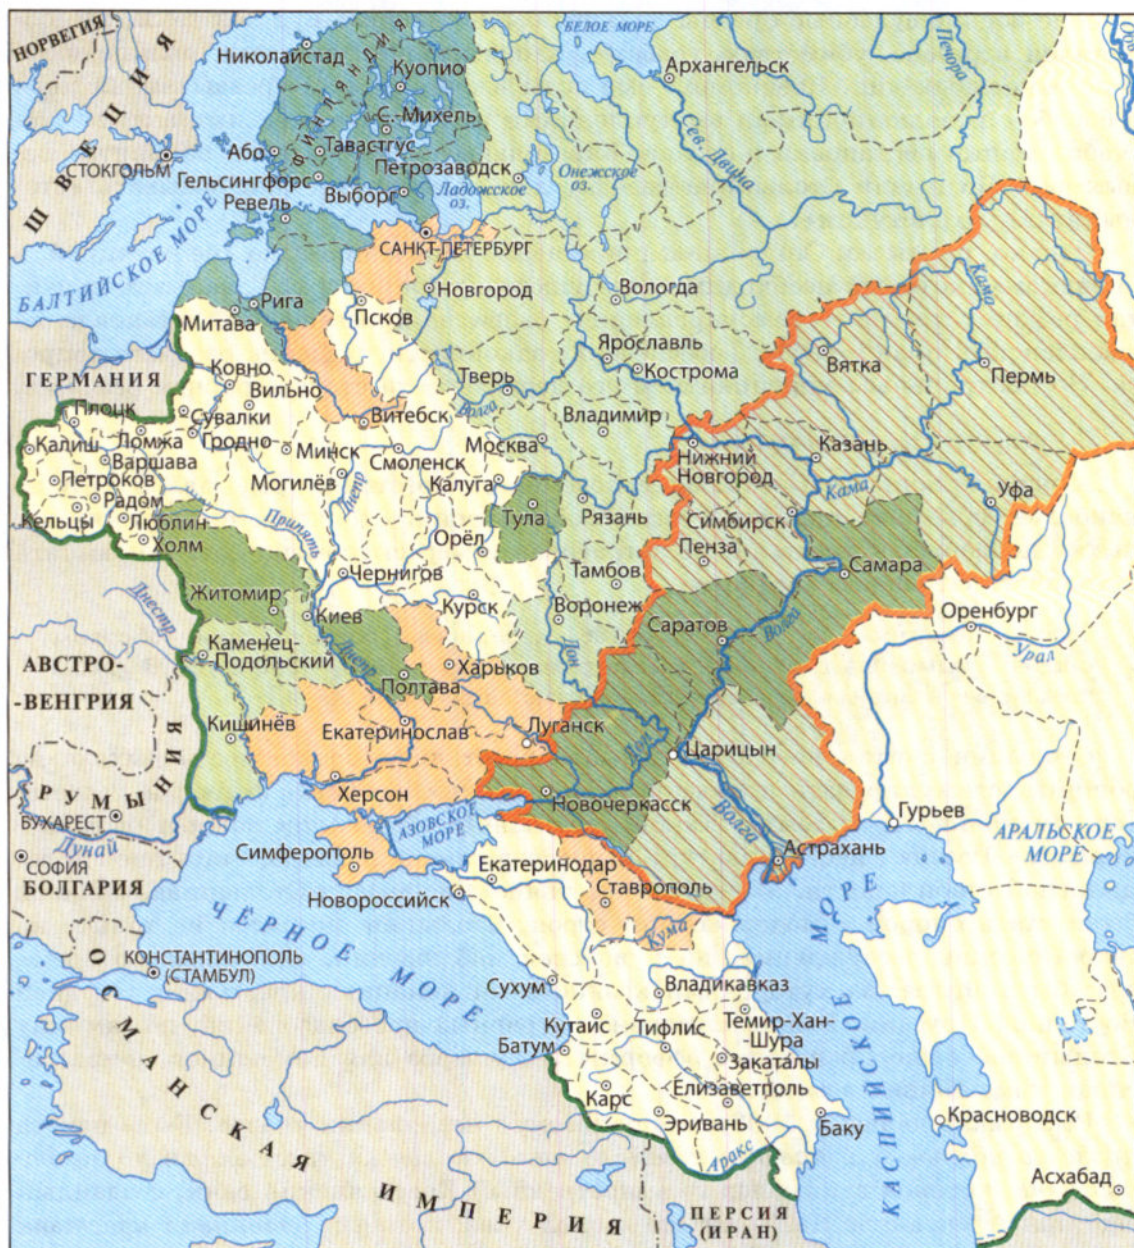 НОРВЕГИЯ
ШВЕЦИЯ
СТОКГОЛЬМ
БАЛТИЙСКОЕ МОРЕ
БЕЛОЕ МОРЕ
Николайстад
ФИНЛЯНДИЯ
Куопио
С.-Михель
Або
Тавастгус
Гельсингфорс
Выборг
Ревель
Петрозаводск
Ладожское
оз.
Онежское
оз.
Архангельск
Сев. Двина
Печора
Обь
САНКТ-ПЕТЕРБУРГ
Новгород
Псков
Вологда
Рига
Митава
Ярославль
Кострома
Тверь
Волга
Владимир
Москва
Вятка
Кама
Пермь
Казань
Кама
Нижний
Новгород
Уфа
Симбирск
Пенза
Самара
ГЕРМАНИЯ
Ковно
Вильно
Витебск
Плоцк
Сувалки
Калиш
Ломжа
Гродно
Минск
Смоленск
Варшава
Петроков
Могилёв
Днепр
Калуга
Радом
Кельцы
Люблин
Холм
Припять
Тула
Рязань
Орёл
Тамбов
Чернигов
Житомир
Киев
Курск
Воронеж
Саратов
Волга
Оренбург
Урал
Днестр
Каменец-
Подольский
Днепр
Харьков
Дон
Полтава
АВСТРО-
-ВЕНГРИЯ
Кишинёв
Екатеринослав
Луганск
Дон
Царицын
РУМЫНИЯ
БУХАРЕСТ
Дунай
СОФИЯ
БОЛГАРИЯ
Херсон
АЗОВСКОЕ
МОРЕ
Новочеркасск
Волга
Астрахань
Гурьев
АРАЛЬСКОЕ
МОРЕ
Симферополь
Екатеринодар
Новороссийск
Ставрополь
Кума
ЧЁРНОЕ МОРЕ
КОНСТАНТИНОПОЛЬ
(СТАМБУЛ)
ОСМАНСКАЯ ИМПЕРИЯ
Сухум
Владикавказ
Кутаис
Тифлис
Темир-Хан-
-Шура
Батум
Закаталы
Карс
Елизаветполь
Эривань
Баку
Аракс
КАСПИЙСКОЕ МОРЕ
Красноводск
Асхабад
ПЕРСИЯ
(ИРАН)